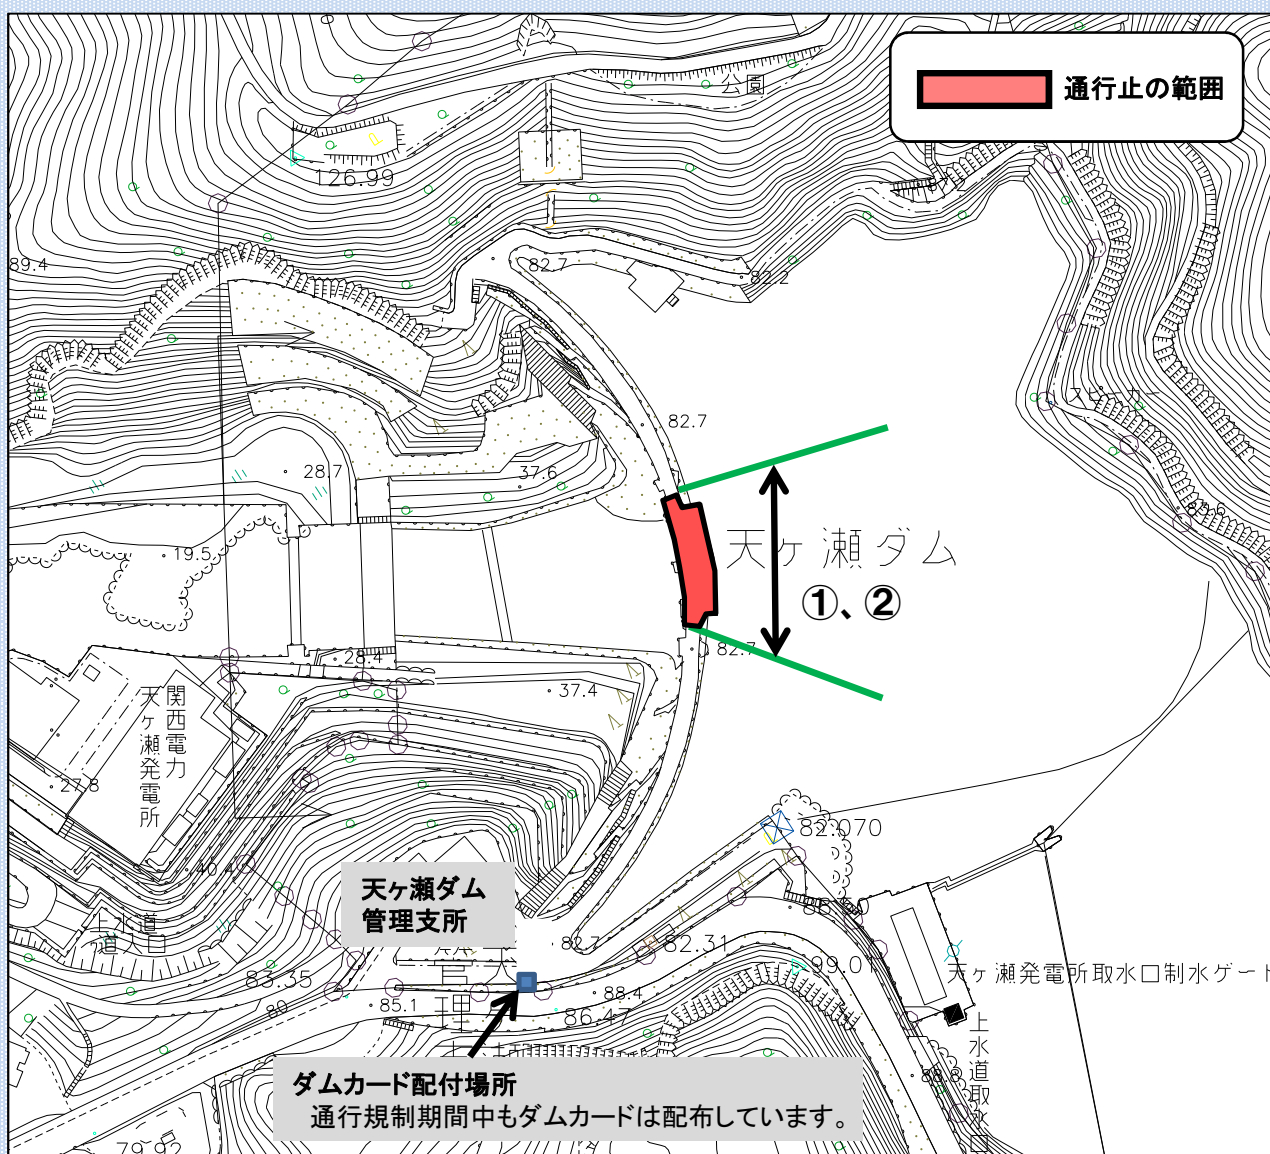 通行止の範囲
公園
126.99
89.4
82.7
82.2
スピーカー
82.7
28.7
37.6
天ヶ瀬ダム
19.5
①、②
28.4
82.7
37.4
関西電力
天ヶ瀬発電所
27.8
82.070
40.4
天ヶ瀬ダム
管理支所
上水道
82.7
82.31
99.01
83.35
天ヶ瀬発電所取水口制水ゲート
80
85.1
88.4
86.47
管理
上水道取水口
ダムカード配付場所
通行規制期間中もダムカードは配布しています。
79.92